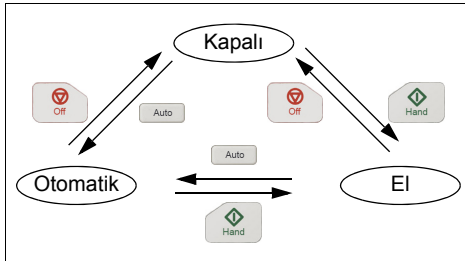 Kapalı
Off
Auto
Off
Hand
Auto
Otomatik
El
Hand